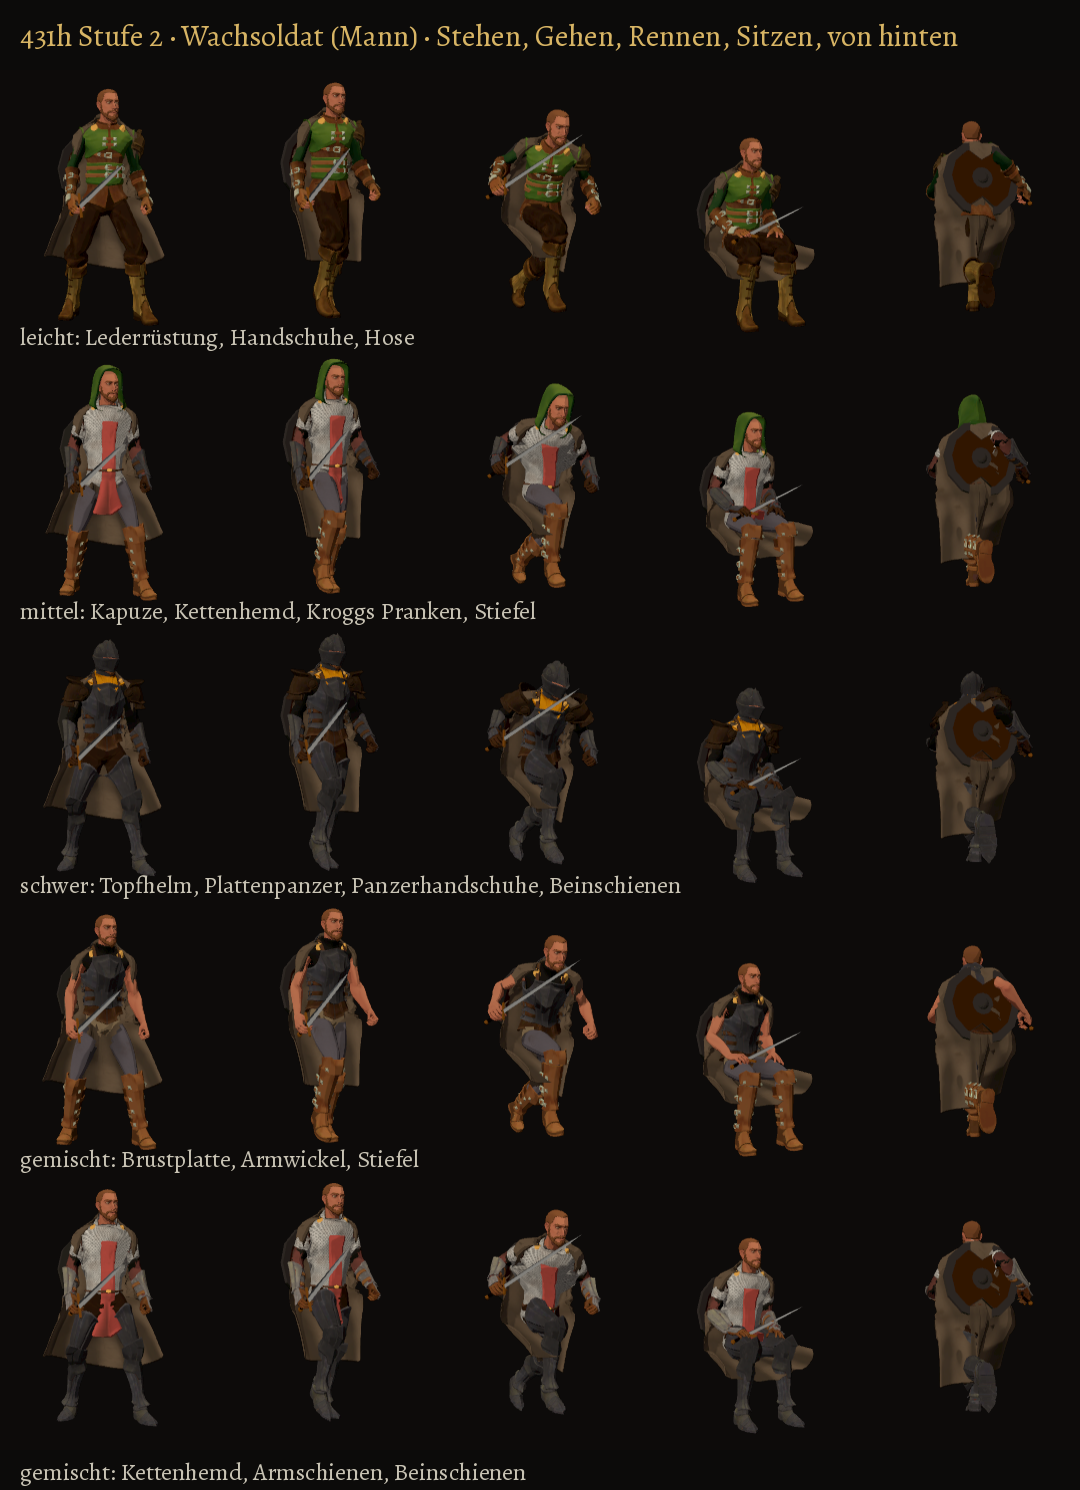 431h Stufe 2 · Wachsoldat (Mann) · Stehen, Gehen, Rennen, Sitzen, von hinten
leicht: Lederrüstung, Handschuhe, Hose
mittel: Kapuze, Kettenhemd, Kroggs Pranken, Stiefel
schwer: Topfhelm, Plattenpanzer, Panzerhandschuhe, Beinschienen
gemischt: Brustplatte, Armwickel, Stiefel
gemischt: Kettenhemd, Armschienen, Beinschienen